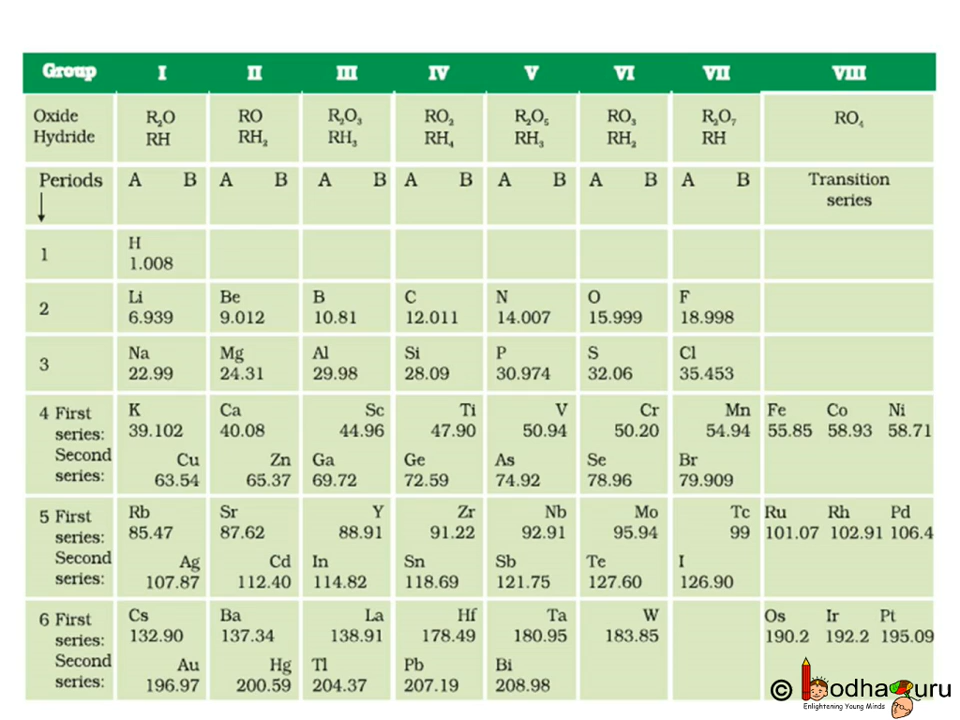 Group I II III IV V VI VII VIII
Oxide R₂O RO R₂O₃ RO₂ R₂O₅ RO₃ R₂O₇ RO₄
Hydride RH RH₂ RH₃ RH₄ RH₃ RH₂ RH
Periods A B A B A B A B A B A B A B Transition
series
↓
1 H
1.008
2 Li Be B C N O F
6.939 9.012 10.81 12.011 14.007 15.999 18.998
3 Na Mg Al Si P S Cl
22.99 24.31 29.98 28.09 30.974 32.06 35.453
4 First K Ca Sc Ti V Cr Mn Fe Co Ni
series: 39.102 40.08 44.96 47.90 50.94 50.20 54.94 55.85 58.93 58.71
Second Cu Zn Ga Ge As Se Br
series: 63.54 65.37 69.72 72.59 74.92 78.96 79.909
5 First Rb Sr Y Zr Nb Mo Tc Ru Rh Pd
series: 85.47 87.62 88.91 91.22 92.91 95.94 99 101.07 102.91 106.4
Second Ag Cd In Sn Sb Te I
series: 107.87 112.40 114.82 118.69 121.75 127.60 126.90
6 First Cs Ba La Hf Ta W Os Ir Pt
series: 132.90 137.34 138.91 178.49 180.95 183.85 190.2 192.2 195.09
Second Au Hg Tl Pb Bi
series: 196.97 200.59 204.37 207.19 208.98
© bodhaguru
Enlightening Young Minds